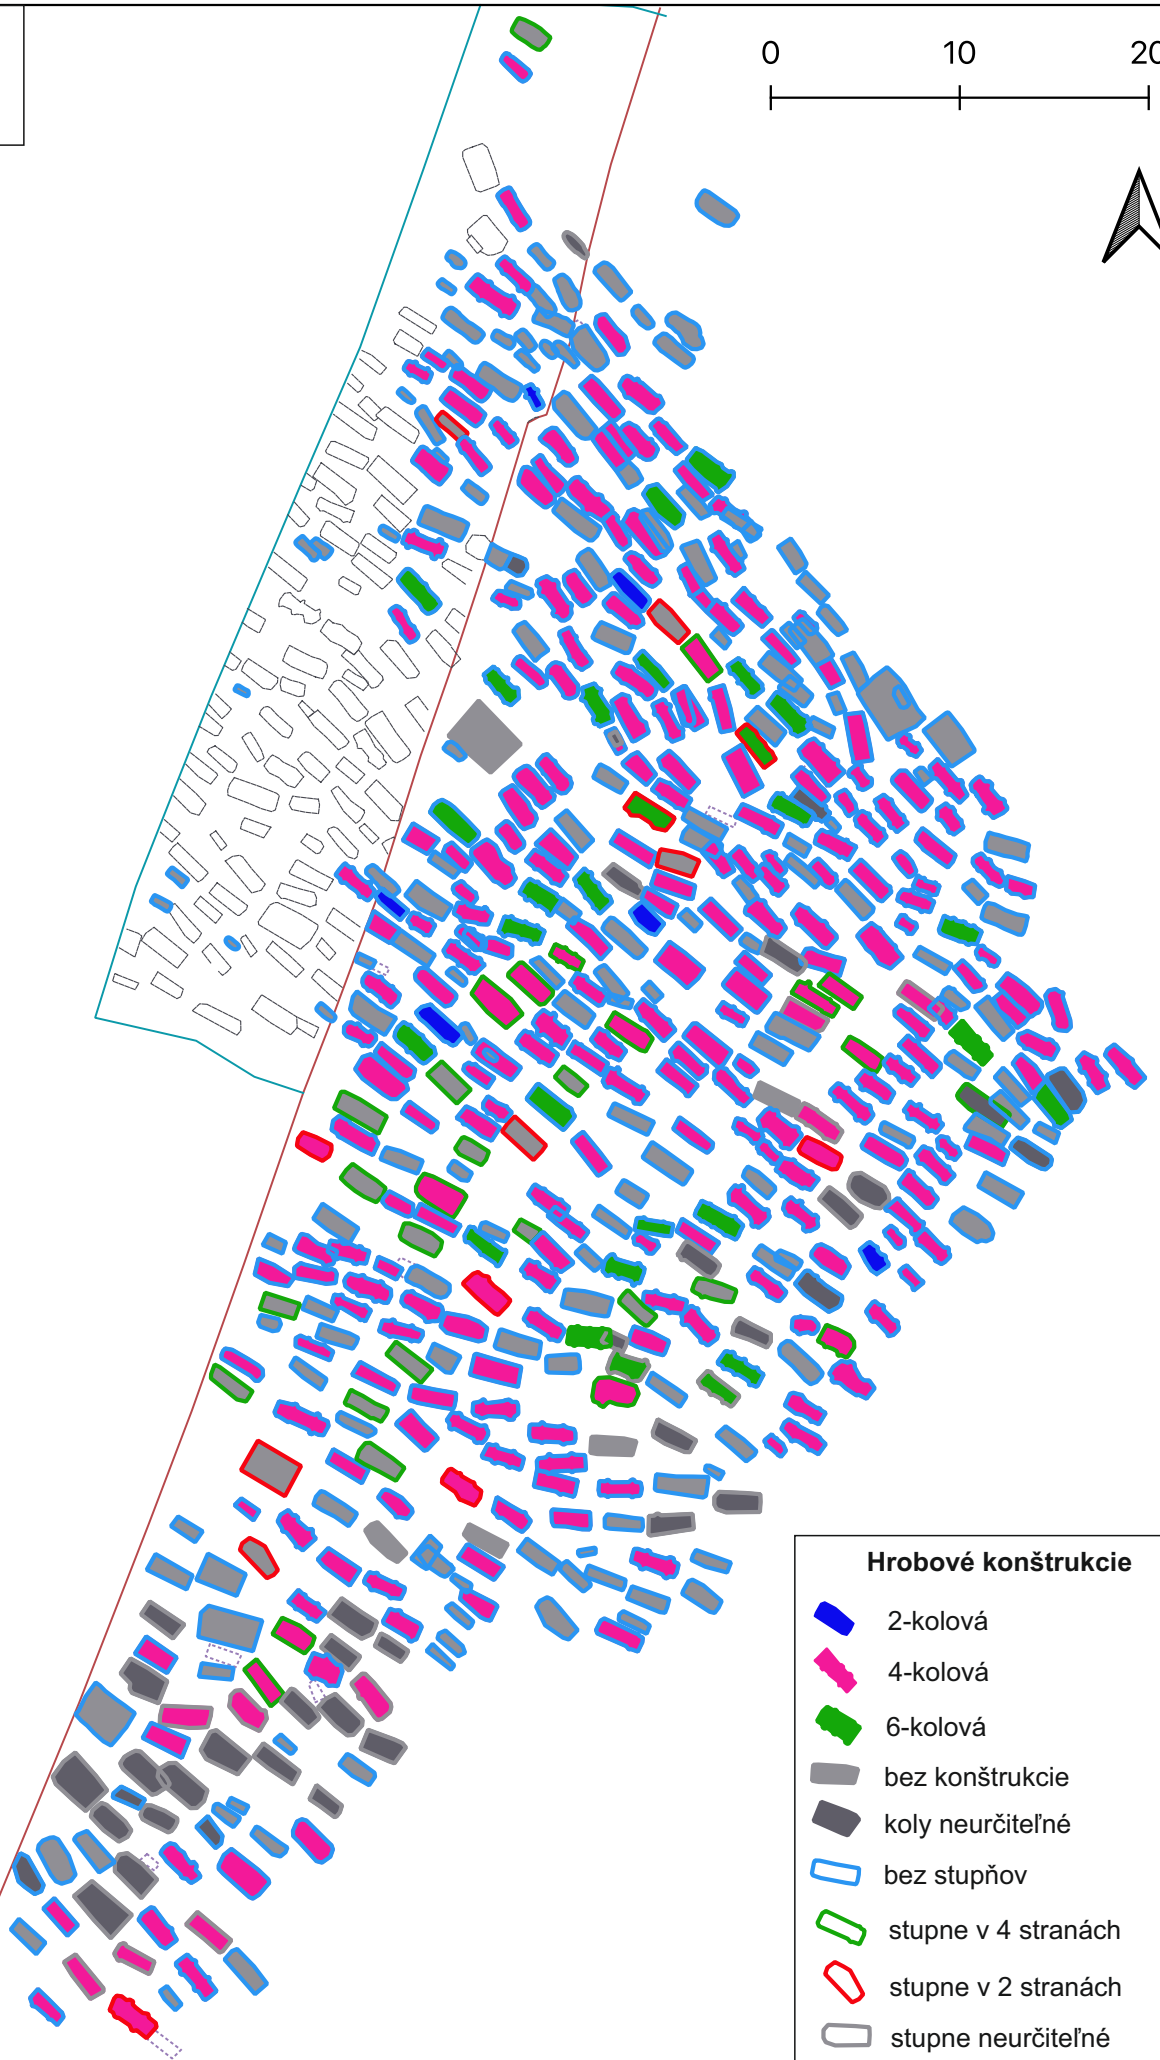 0 10 20
Hrobové konštrukcie
2-kolová
4-kolová
6-kolová
bez konštrukcie
koly neurčiteľné
bez stupňov
stupne v 4 stranách
stupne v 2 stranách
stupne neurčiteľné